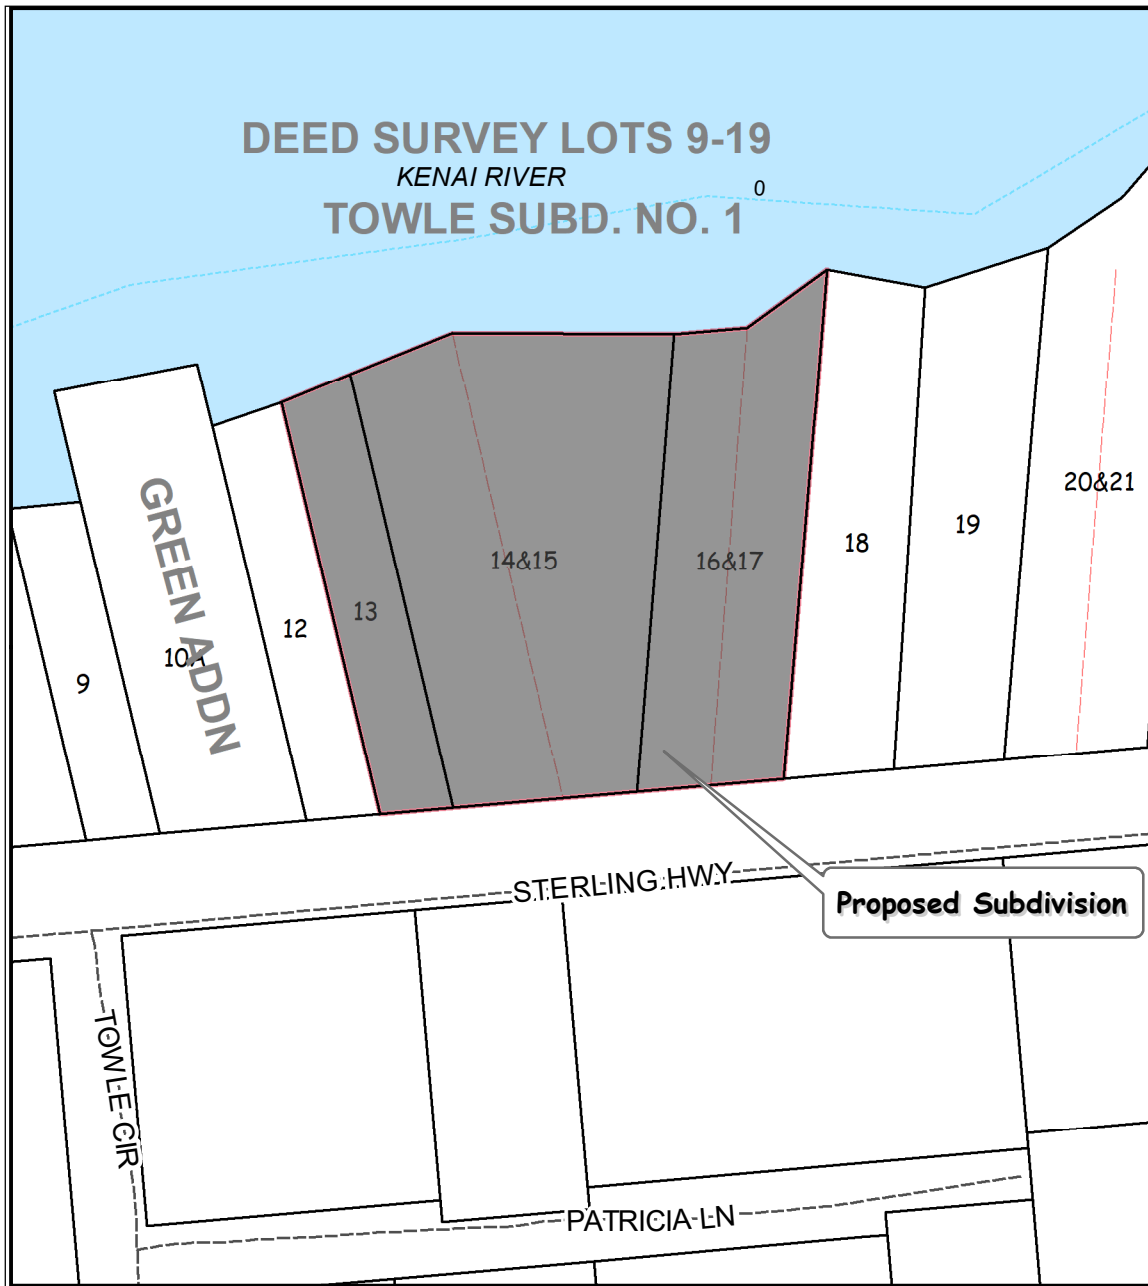 DEED SURVEY LOTS 9-19
KENAI RIVER
0
TOWLE SUBD. NO. 1
GREEN ADDN
9
10A
12
13
14&15
16&17
18
19
20&21
STERLING HWY
Proposed Subdivision
TOWLE CIR
PATRICIA LN